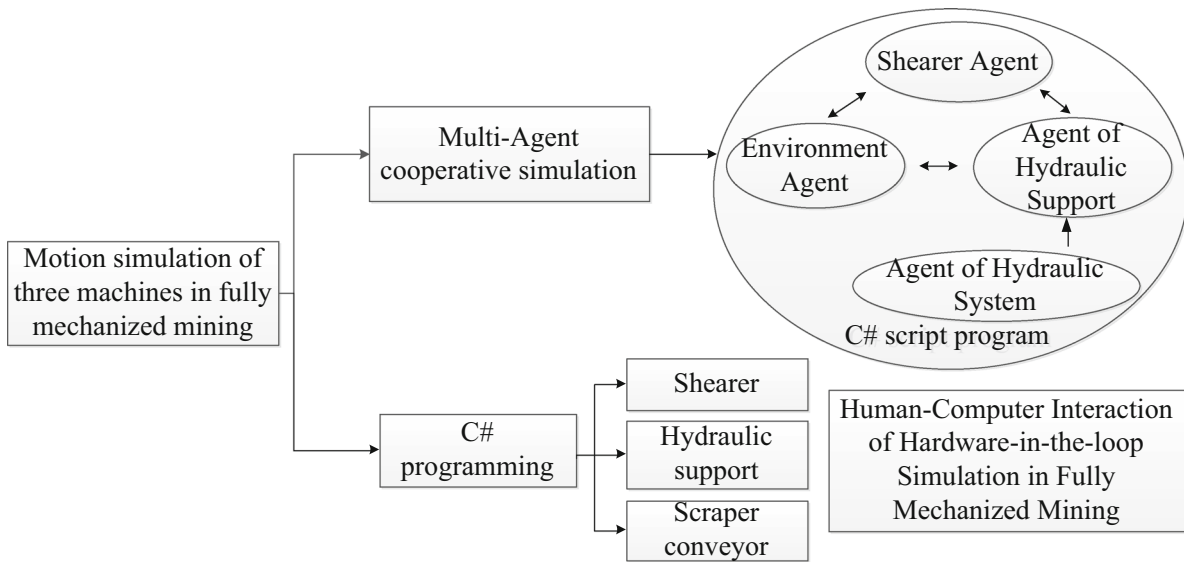 Motion simulation of
three machines in fully
mechanized mining
Multi-Agent
cooperative simulation
Shearer Agent
Environment
Agent
Agent of
Hydraulic
Support
Agent of Hydraulic
System
C# script program
C#
programming
Shearer
Hydraulic
support
Scraper
conveyor
Human-Computer Interaction
of Hardware-in-the-loop
Simulation in Fully
Mechanized Mining